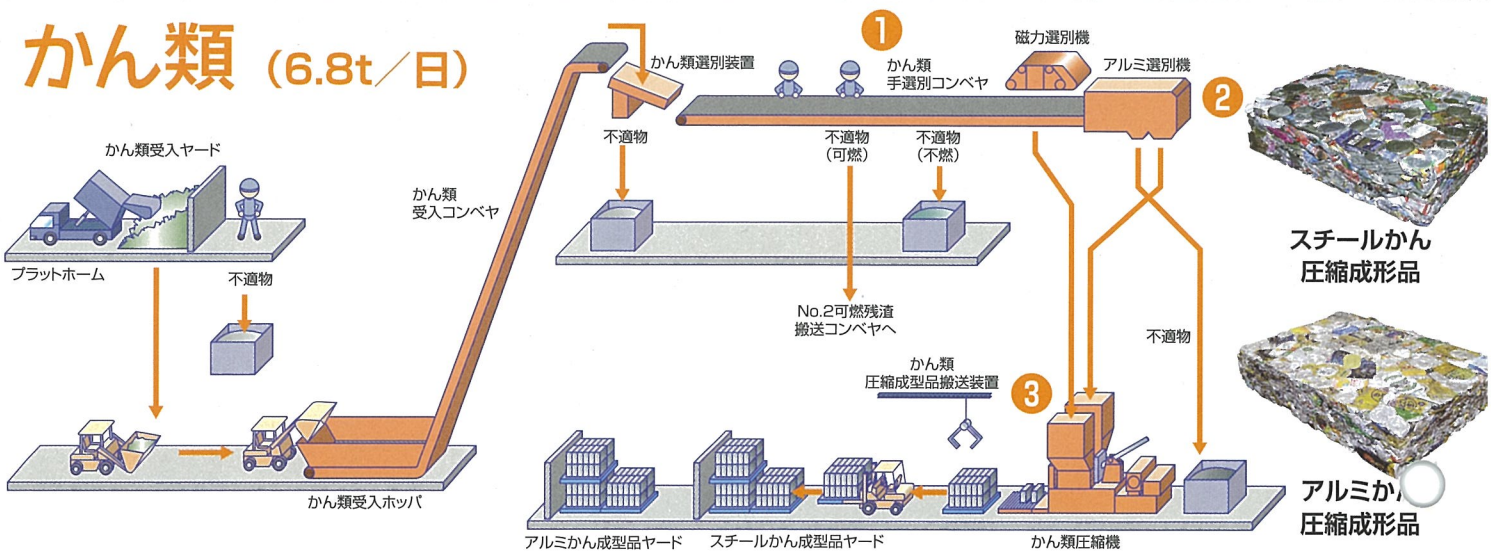 かん類 (6.8t／日)
かん類受入ヤード
プラットホーム
不適物
かん類受入ホッパ
かん類
受入コンベヤ
かん類選別装置
不適物
1
かん類
手選別コンベヤ
不適物
(可燃)
不適物
(不燃)
No.2可燃残渣
搬送コンベヤへ
磁力選別機
アルミ選別機
2
不適物
かん類
圧縮成型品搬送装置
3
アルミかん成型品ヤード
スチールかん成型品ヤード
かん類圧縮機
スチールかん
圧縮成形品
アルミか
圧縮成形品